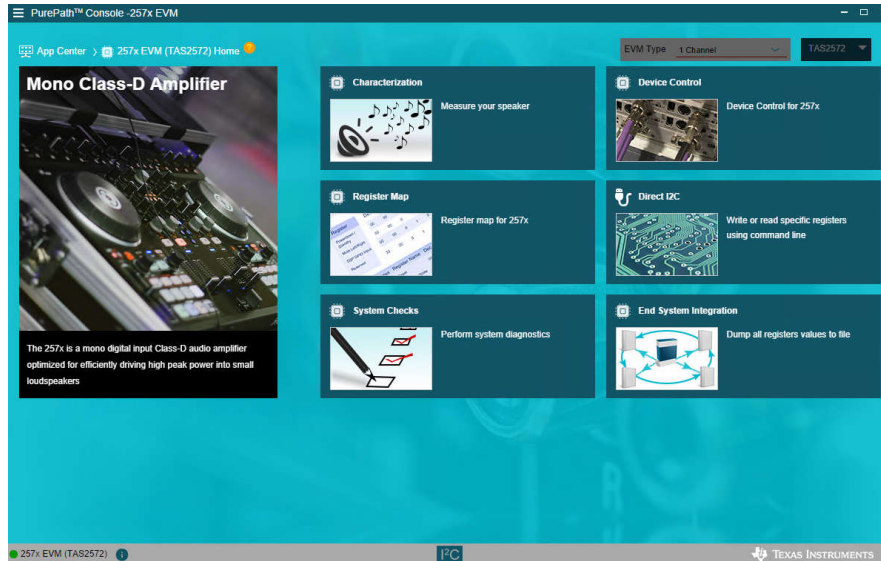 PurePath™ Console -257x EVM
App Center > 257x EVM (TAS2572) Home
EVM Type 1 Channel
TAS2572
Mono Class-D Amplifier
The 257x is a mono digital input Class-D audio amplifier
optimized for efficiently driving high peak power into small
loudspeakers
Characterization
Measure your speaker
Device Control
Device Control for 257x
Register Map
Register map for 257x
Direct I2C
Write or read specific registers
using command line
System Checks
Perform system diagnostics
End System Integration
Dump all registers values to file
257x EVM (TAS2572)
I²C
TEXAS INSTRUMENTS